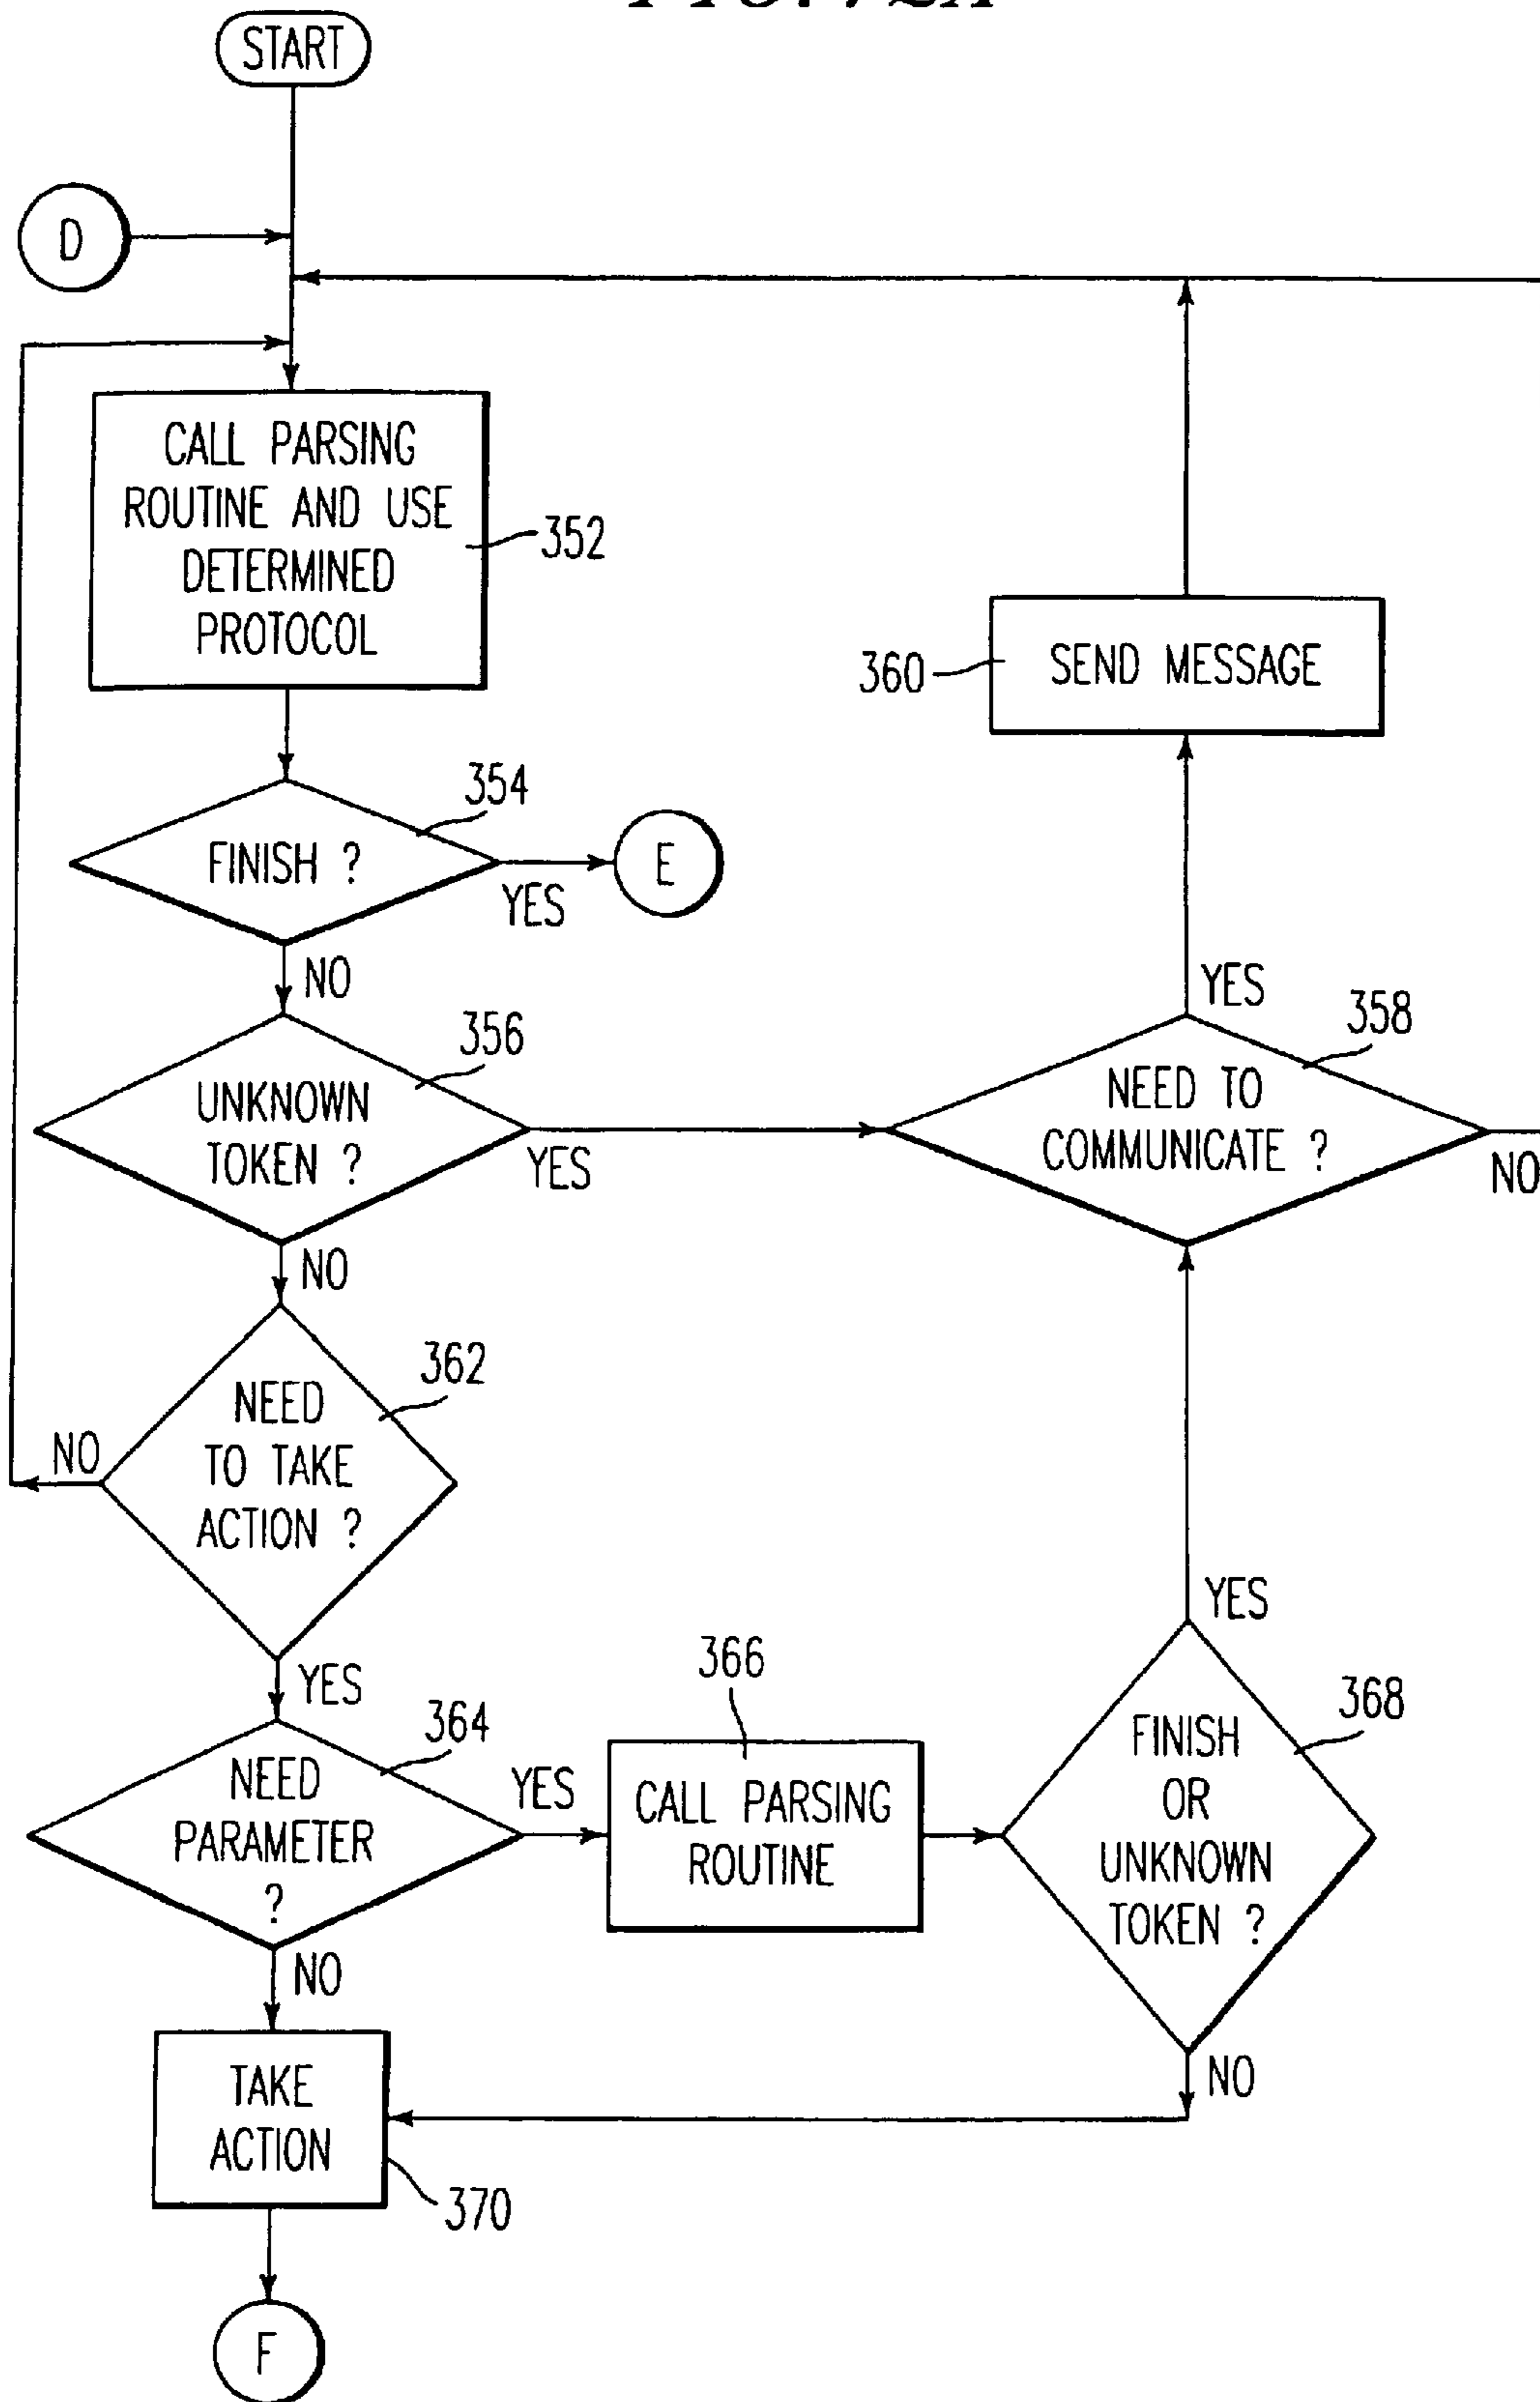 START
D
CALL PARSING
ROUTINE AND USE
DETERMINED
PROTOCOL
352
360
SEND MESSAGE
354
FINISH ?
YES
E
NO
356
UNKNOWN
TOKEN ?
YES
YES
358
NEED TO
COMMUNICATE ?
NO
NO
362
NEED
TO TAKE
ACTION ?
NO
YES
YES
364
NEED
PARAMETER
?
YES
366
CALL PARSING
ROUTINE
368
FINISH
OR
UNKNOWN
TOKEN ?
NO
NO
TAKE
ACTION
370
F